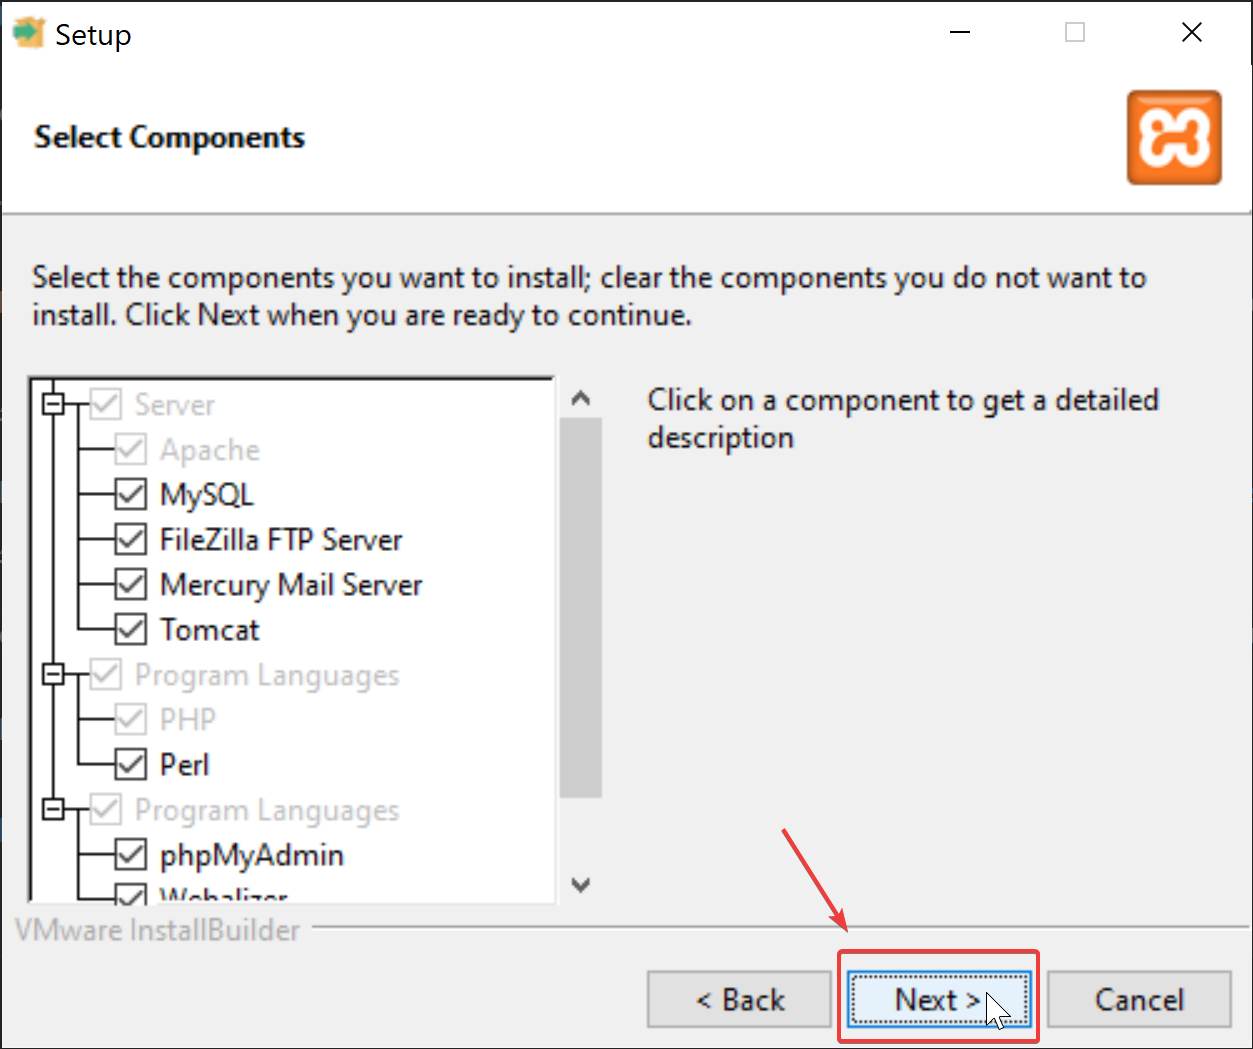 Setup
Select Components
Select the components you want to install; clear the components you do not want to
install. Click Next when you are ready to continue.
Server
Apache
MySQL
FileZilla FTP Server
Mercury Mail Server
Tomcat
Program Languages
PHP
Perl
Program Languages
phpMyAdmin
Webalizer
Click on a component to get a detailed
description
VMware InstallBuilder
< Back
Next >
Cancel